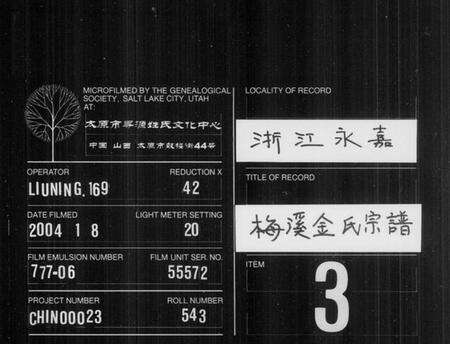 MICROFILMED BY THE GENEALOGICAL
SOCIETY, SALT LAKE CITY, UTAH
AT:
太原市尋源姓氏文化中心
中国 山西 太原市敦桜街44号
OPERATOR
LIUNING.169
REDUCTION X
42
DATE FILMED
2004 1 8
LIGHT METER SETTING
20
FILM EMULSION NUMBER
777-06
FILM UNIT SER. NO.
55572
PROJECT NUMBER
CHIN00023
ROLL NUMBER
543
LOCALITY OF RECORD
浙江永嘉
TITLE OF RECORD
梅溪金氏宗譜
ITEM
3